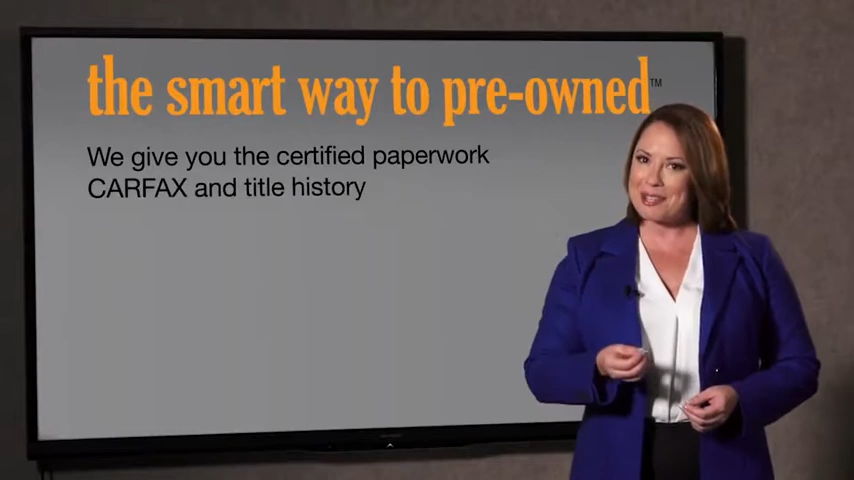 the smart way to pre-owned™
We give you the certified paperwork
CARFAX and title history